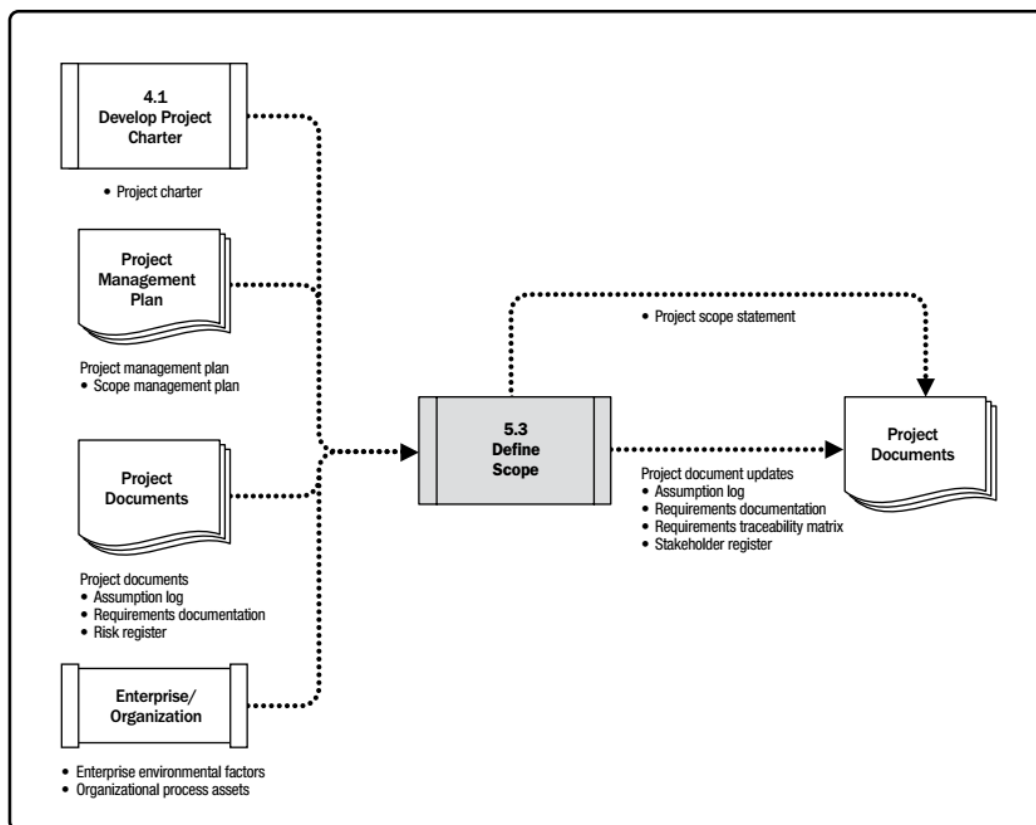 4.1
Develop Project
Charter
• Project charter
Project
Management
Plan
Project management plan
• Scope management plan
Project
Documents
Project documents
• Assumption log
• Requirements documentation
• Risk register
Enterprise/
Organization
• Enterprise environmental factors
• Organizational process assets
5.3
Define
Scope
• Project scope statement
Project document updates
• Assumption log
• Requirements documentation
• Requirements traceability matrix
• Stakeholder register
Project
Documents